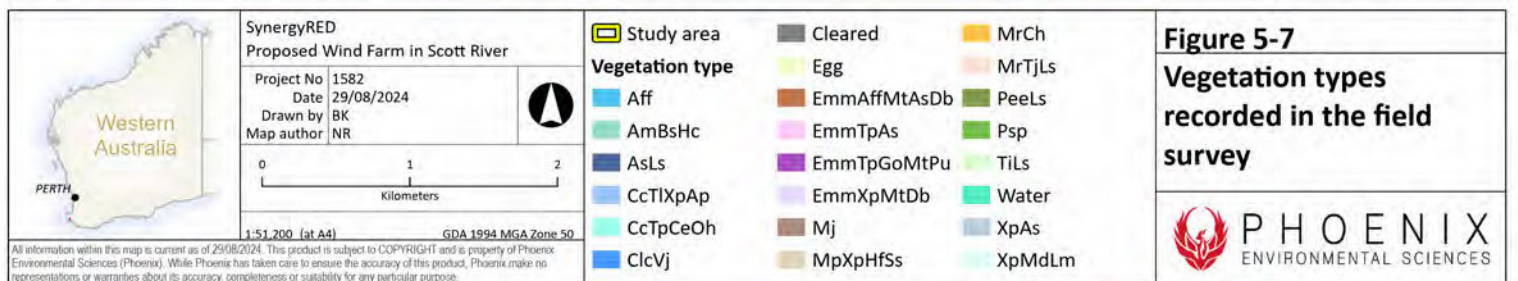 Western
Australia
PERTH
SynergyRED
Proposed Wind Farm in Scott River
Project No 1582
Date 29/08/2024
Drawn by BK
Map author NR
0 1 2
Kilometers
1:51,200 (at A4) GDA 1994 MGA Zone 50
All information within this map is current as of 29/08/2024. This product is subject to COPYRIGHT and is property of Phoenix
Environmental Sciences (Phoenix). While Phoenix has taken care to ensure the accuracy of this product, Phoenix make no
representations or warranties about its accuracy, completeness or suitability for any particular purpose.
Study area
Vegetation type
Aff
AmBsHc
AsLs
CcTlXpAp
CcTpCeOh
ClcVj
Cleared
Egg
EmmAffMtAsDb
EmmTpAs
EmmTpGoMtPu
EmmXpMtDb
Mj
MpXpHfSs
MrCh
MrTjLs
PeeLs
Psp
TiLs
Water
XpAs
XpMdLm
Figure 5-7
Vegetation types
recorded in the field
survey
PHOENIX
ENVIRONMENTAL SCIENCES